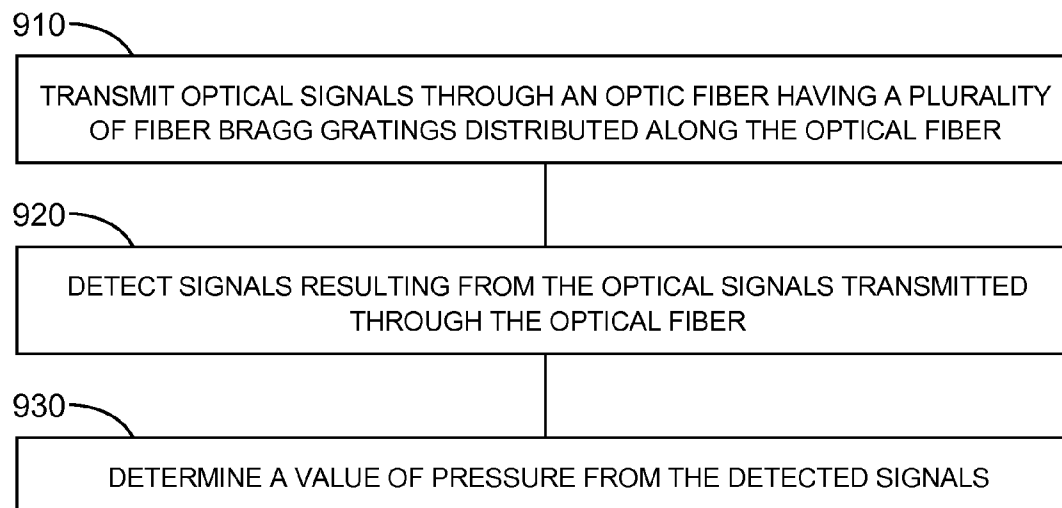 910
TRANSMIT OPTICAL SIGNALS THROUGH AN OPTIC FIBER HAVING A PLURALITY
OF FIBER BRAGG GRATINGS DISTRIBUTED ALONG THE OPTICAL FIBER
920
DETECT SIGNALS RESULTING FROM THE OPTICAL SIGNALS TRANSMITTED
THROUGH THE OPTICAL FIBER
930
DETERMINE A VALUE OF PRESSURE FROM THE DETECTED SIGNALS